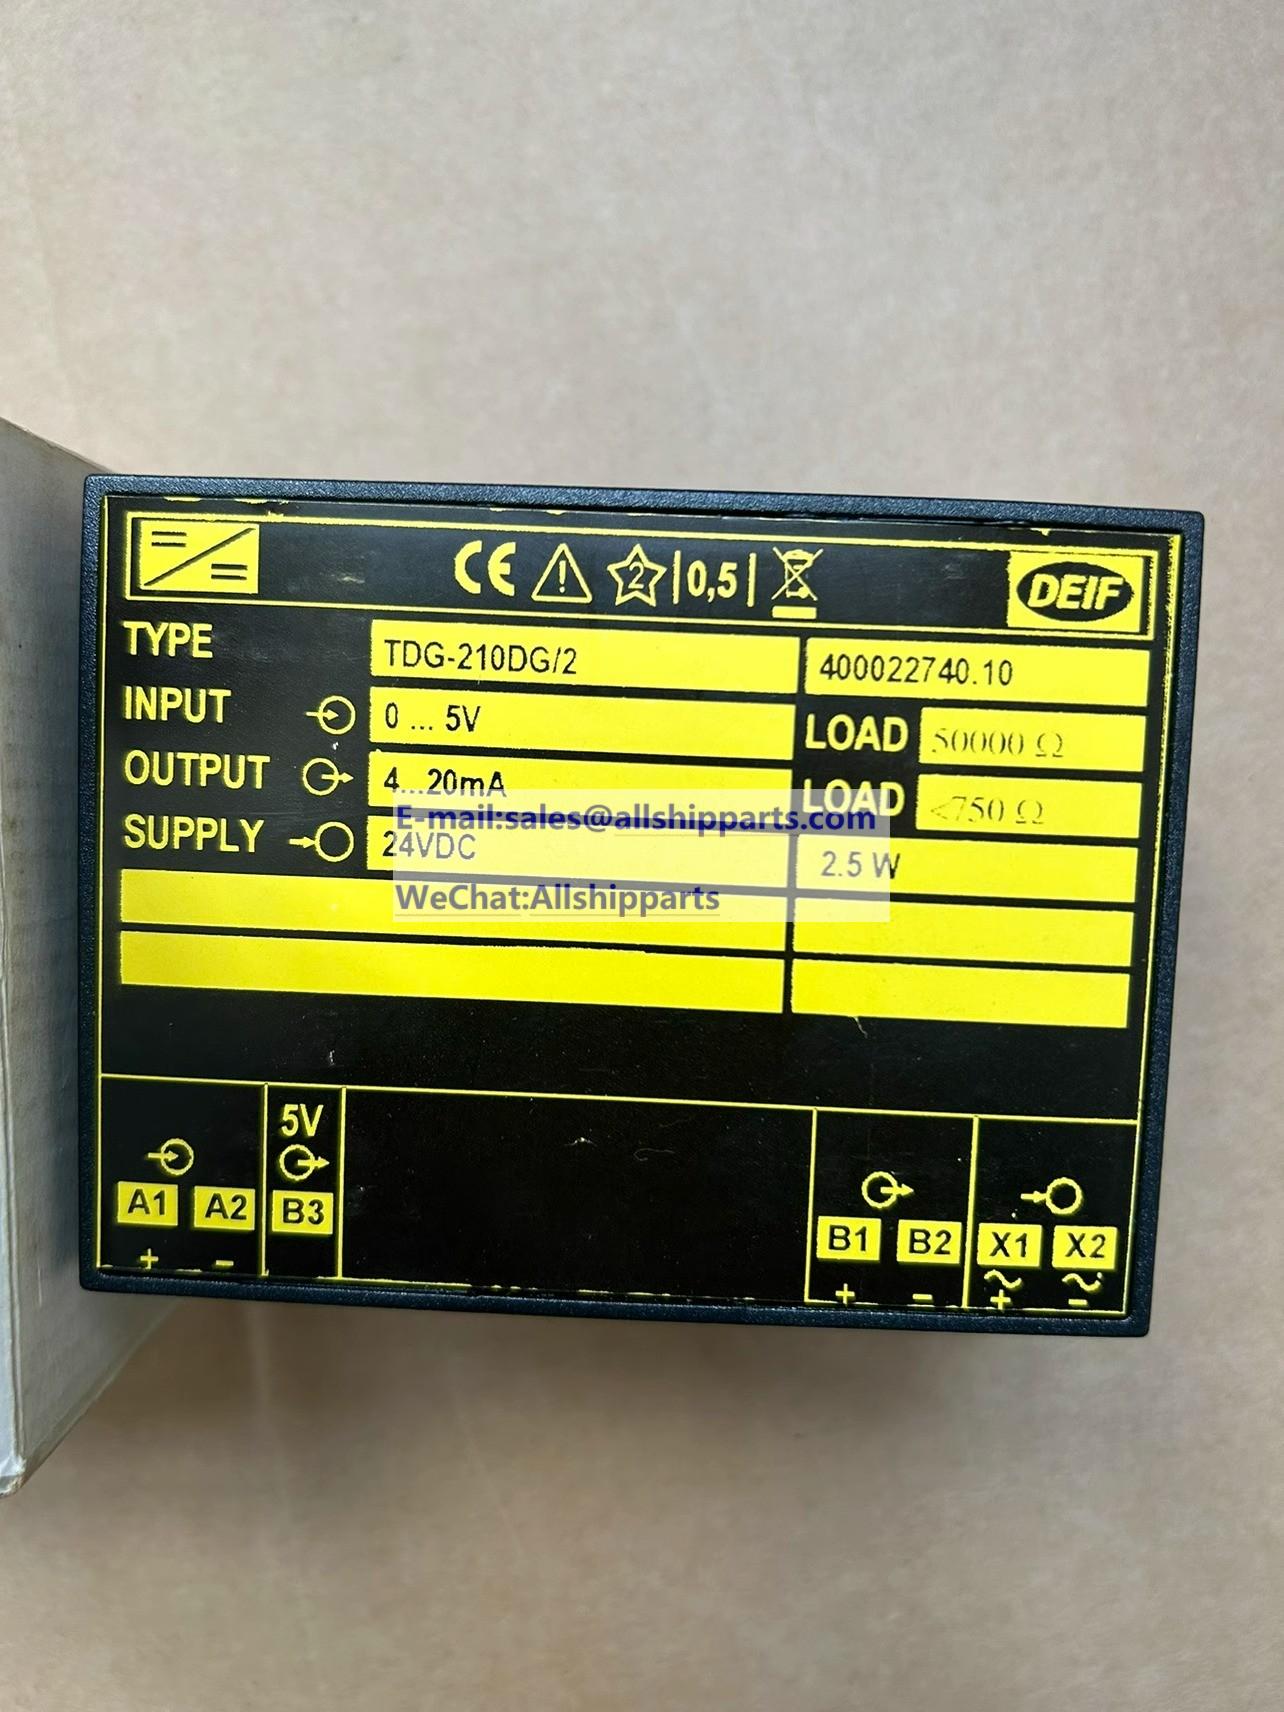 CE 2 0,5 DEIF
TYPE TDG-210DG/2 400022740.10
INPUT 0 ... 5V LOAD 50000 Ω
OUTPUT 4...20mA LOAD <750 Ω
E-mail:sales@allshipparts.com
SUPPLY 24VDC 2.5 W
WeChat:Allshipparts
5V
A1 A2 B3 B1 B2 X1 X2
+ - + - ~ ~
+ -